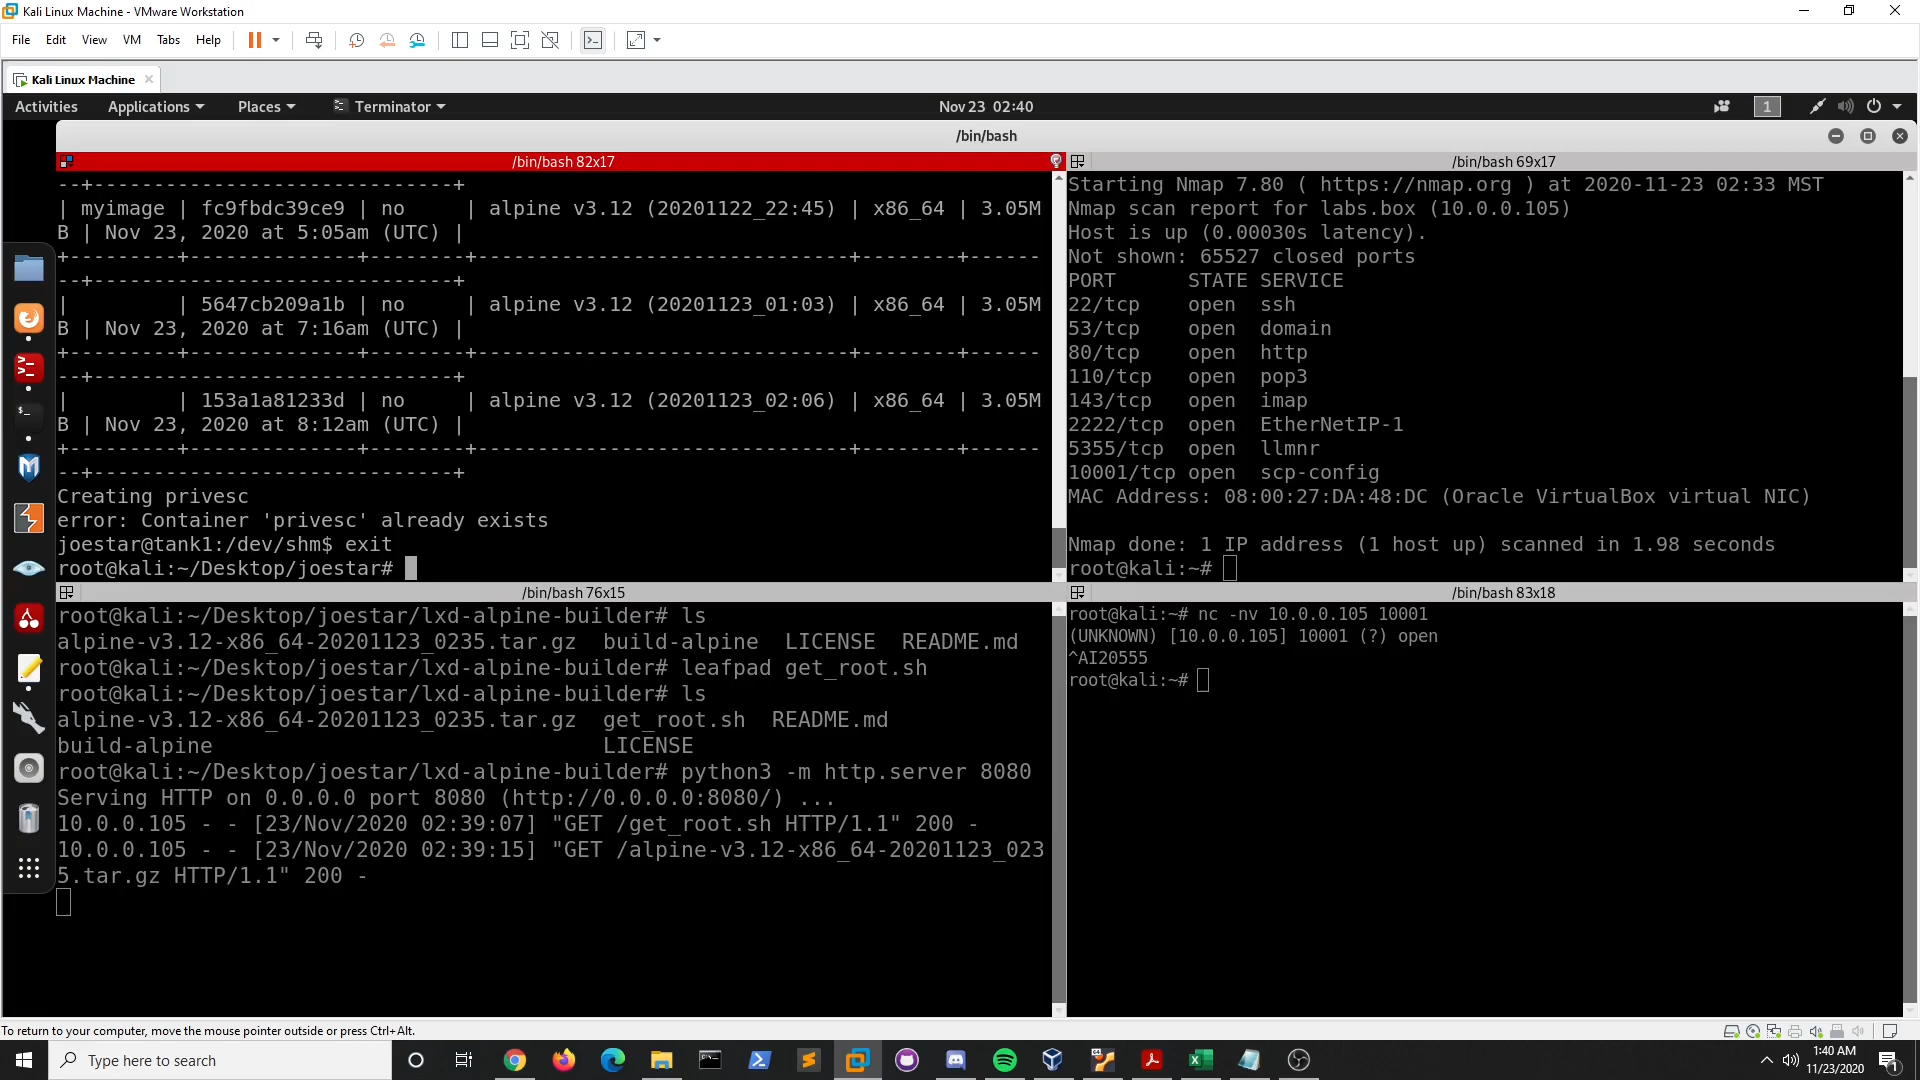 Kali Linux Machine - VMware Workstation
File Edit View VM Tabs Help
Kali Linux Machine
Activities Applications Places Terminator Nov 23 02:40 1
/bin/bash
/bin/bash 82x17
--+------------------------------+
| myimage | fc9fbdc39ce9 | no     | alpine v3.12 (20201122_22:45) | x86_64 | 3.05M
B | Nov 23, 2020 at 5:05am (UTC) |
+---------+--------------+--------+-------------------------------+--------+------
--+------------------------------+
|         | 5647cb209a1b | no     | alpine v3.12 (20201123_01:03) | x86_64 | 3.05M
B | Nov 23, 2020 at 7:16am (UTC) |
+---------+--------------+--------+-------------------------------+--------+------
--+------------------------------+
|         | 153a1a81233d | no     | alpine v3.12 (20201123_02:06) | x86_64 | 3.05M
B | Nov 23, 2020 at 8:12am (UTC) |
+---------+--------------+--------+-------------------------------+--------+------
--+------------------------------+
Creating privesc
error: Container 'privesc' already exists
joestar@tank1:/dev/shm$ exit
root@kali:~/Desktop/joestar#
/bin/bash 69x17
Starting Nmap 7.80 ( https://nmap.org ) at 2020-11-23 02:33 MST
Nmap scan report for labs.box (10.0.0.105)
Host is up (0.00030s latency).
Not shown: 65527 closed ports
PORT      STATE SERVICE
22/tcp    open  ssh
53/tcp    open  domain
80/tcp    open  http
110/tcp   open  pop3
143/tcp   open  imap
2222/tcp  open  EtherNetIP-1
5355/tcp  open  llmnr
10001/tcp open  scp-config
MAC Address: 08:00:27:DA:48:DC (Oracle VirtualBox virtual NIC)
Nmap done: 1 IP address (1 host up) scanned in 1.98 seconds
root@kali:~#
/bin/bash 76x15
root@kali:~/Desktop/joestar/lxd-alpine-builder# ls
alpine-v3.12-x86_64-20201123_0235.tar.gz  build-alpine  LICENSE  README.md
root@kali:~/Desktop/joestar/lxd-alpine-builder# leafpad get_root.sh
root@kali:~/Desktop/joestar/lxd-alpine-builder# ls
alpine-v3.12-x86_64-20201123_0235.tar.gz  get_root.sh  README.md
build-alpine                              LICENSE
root@kali:~/Desktop/joestar/lxd-alpine-builder# python3 -m http.server 8080
Serving HTTP on 0.0.0.0 port 8080 (http://0.0.0.0:8080/) ...
10.0.0.105 - - [23/Nov/2020 02:39:07] "GET /get_root.sh HTTP/1.1" 200 -
10.0.0.105 - - [23/Nov/2020 02:39:15] "GET /alpine-v3.12-x86_64-20201123_023
5.tar.gz HTTP/1.1" 200 -
/bin/bash 83x18
root@kali:~# nc -nv 10.0.0.105 10001
(UNKNOWN) [10.0.0.105] 10001 (?) open
^AI20555
root@kali:~#
To return to your computer, move the mouse pointer outside or press Ctrl+Alt.
Type here to search
1:40 AM
11/23/2020
1